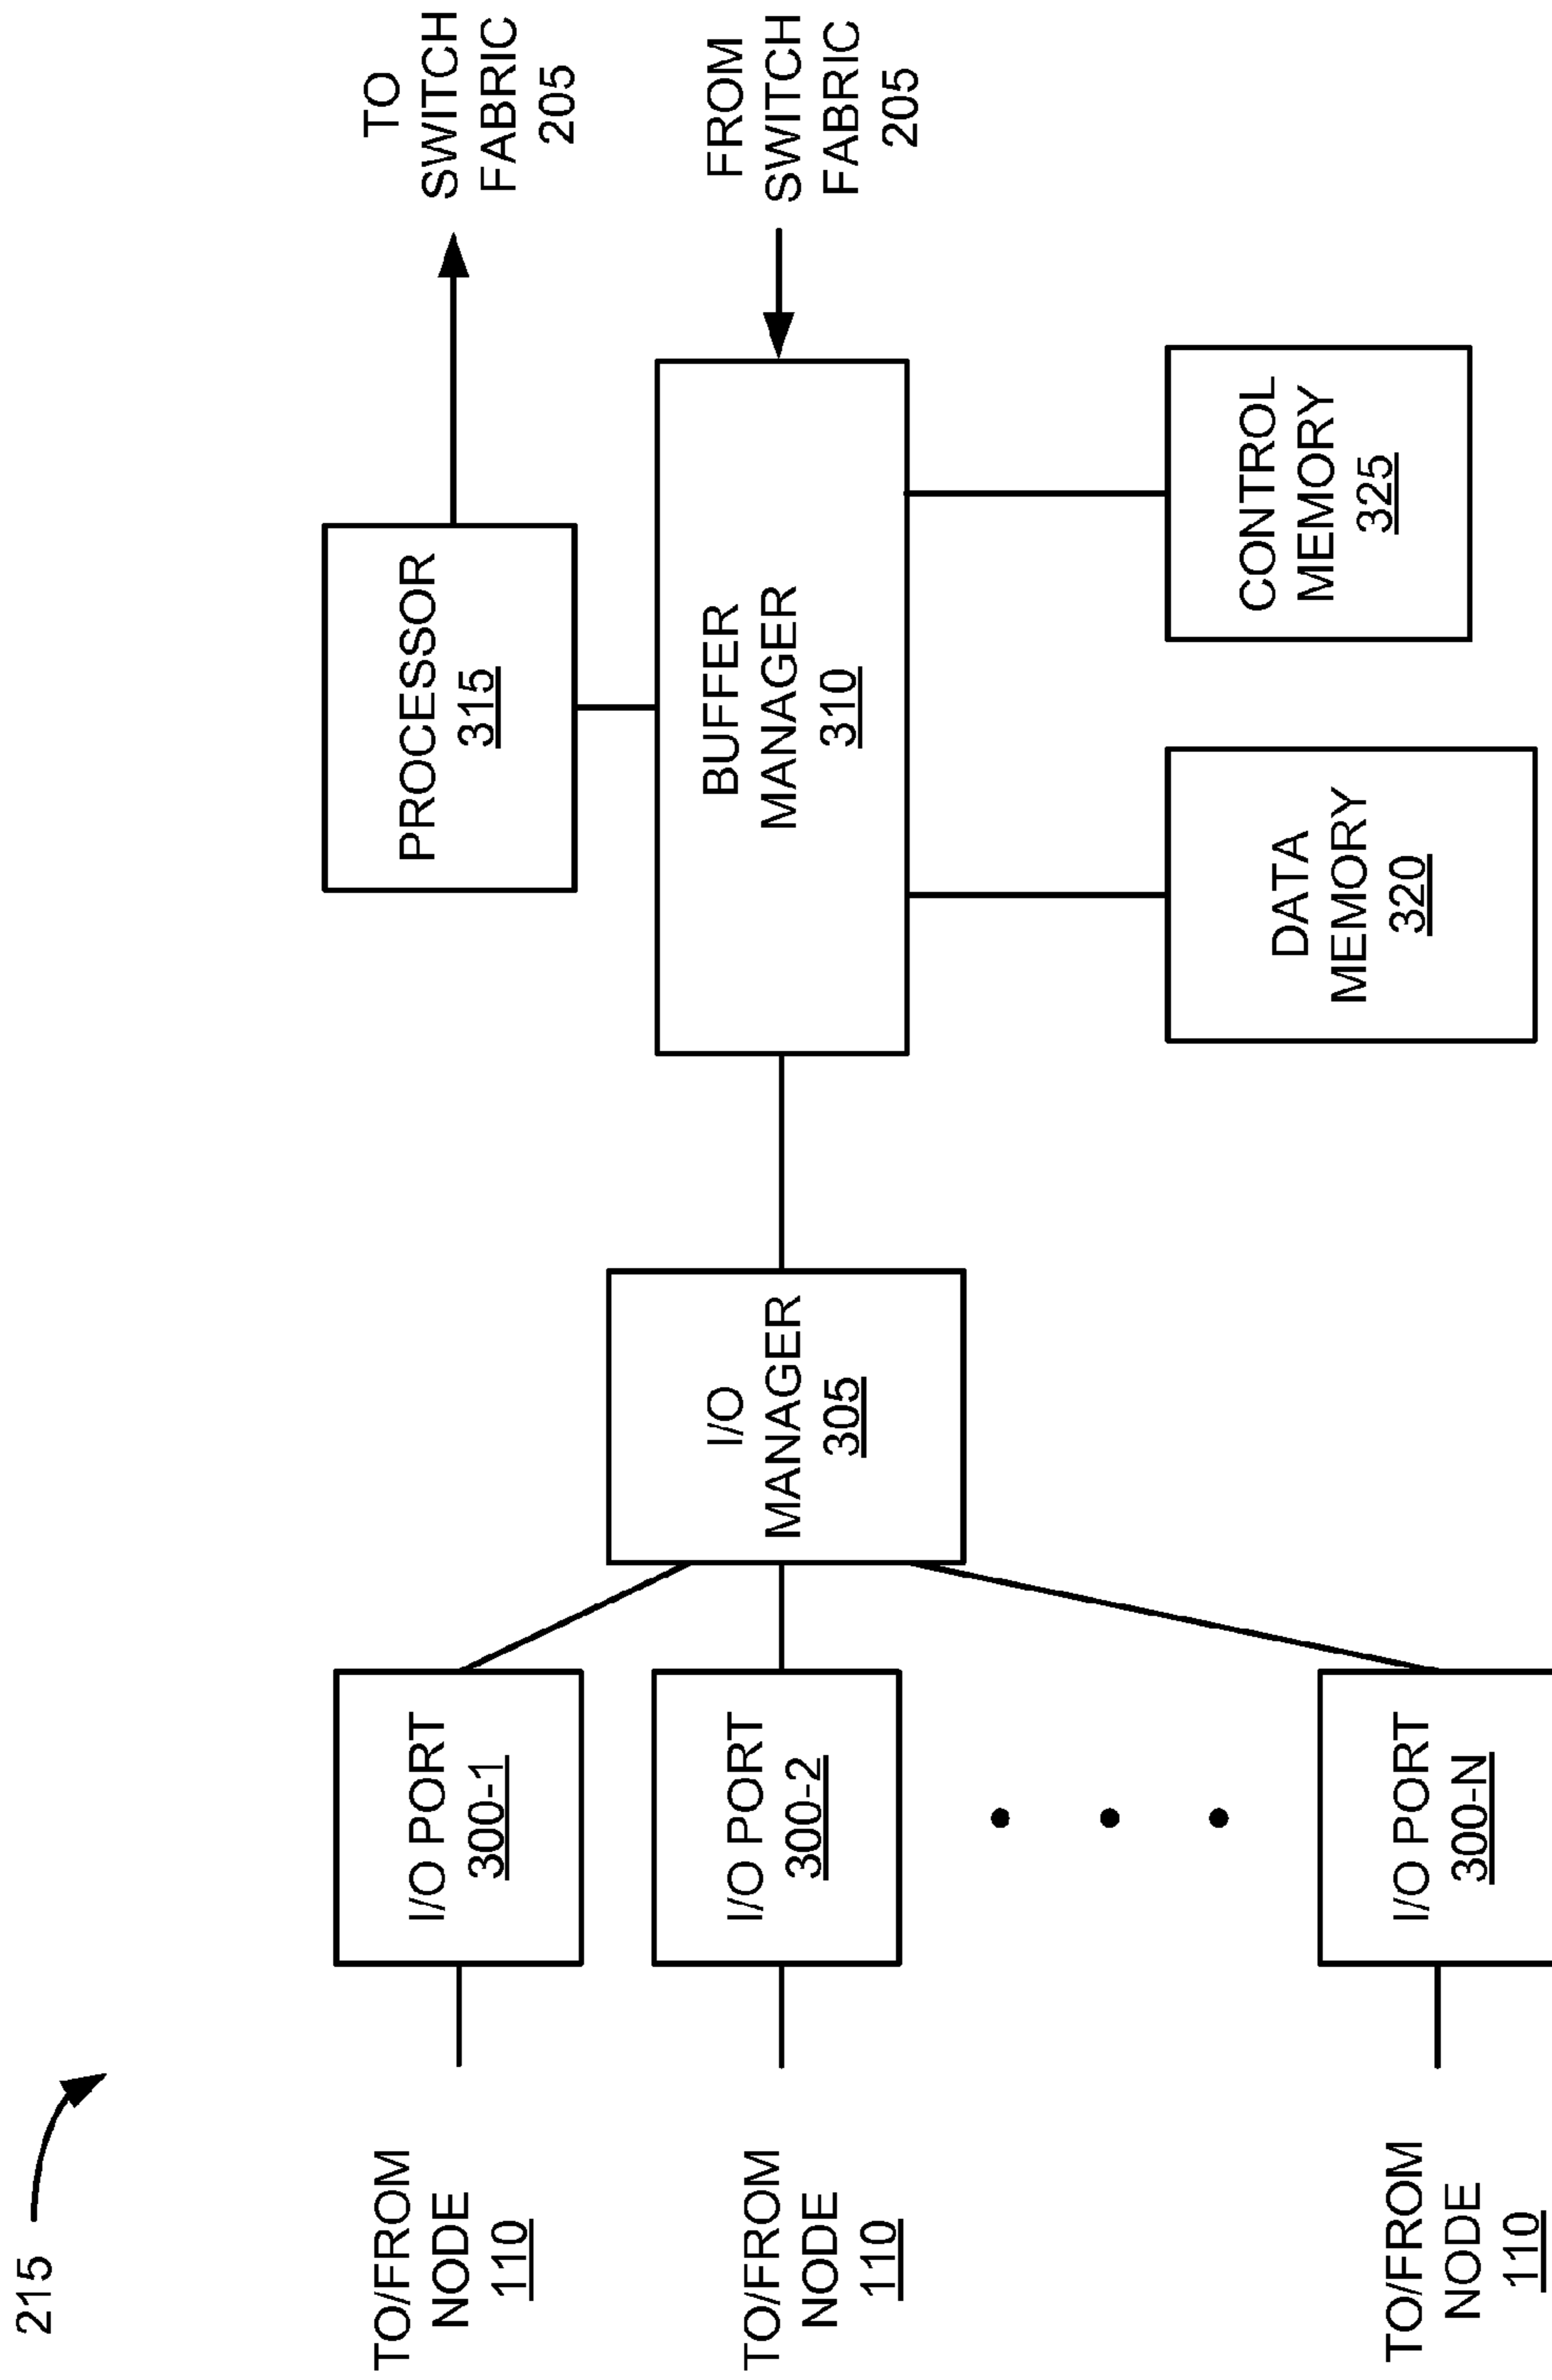 215
TO/FROM
NODE
110
I/O PORT
300-1
TO/FROM
NODE
110
I/O PORT
300-2
TO/FROM
NODE
110
I/O PORT
300-N
I/O
MANAGER
305
PROCESSOR
315
BUFFER
MANAGER
310
DATA
MEMORY
320
CONTROL
MEMORY
325
TO
SWITCH
FABRIC
205
FROM
SWITCH
FABRIC
205